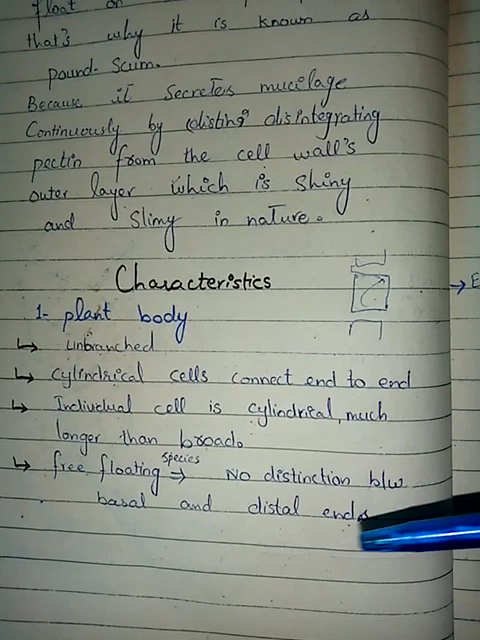 float on
that's why it is known as
pound-scum.
Because it secretes mucilage
Continuously by disintegrating
pectin from the cell wall's
outer layer which is shiny
and slimy in nature.
Characteristics
→ E
1- plant body
↳ unbranched
↳ cylindrical cells connect end to end
↳ Individual cell is cylindrical, much
longer than broad.
↳ free floating species ⇒ No distinction b/w
basal and distal ends